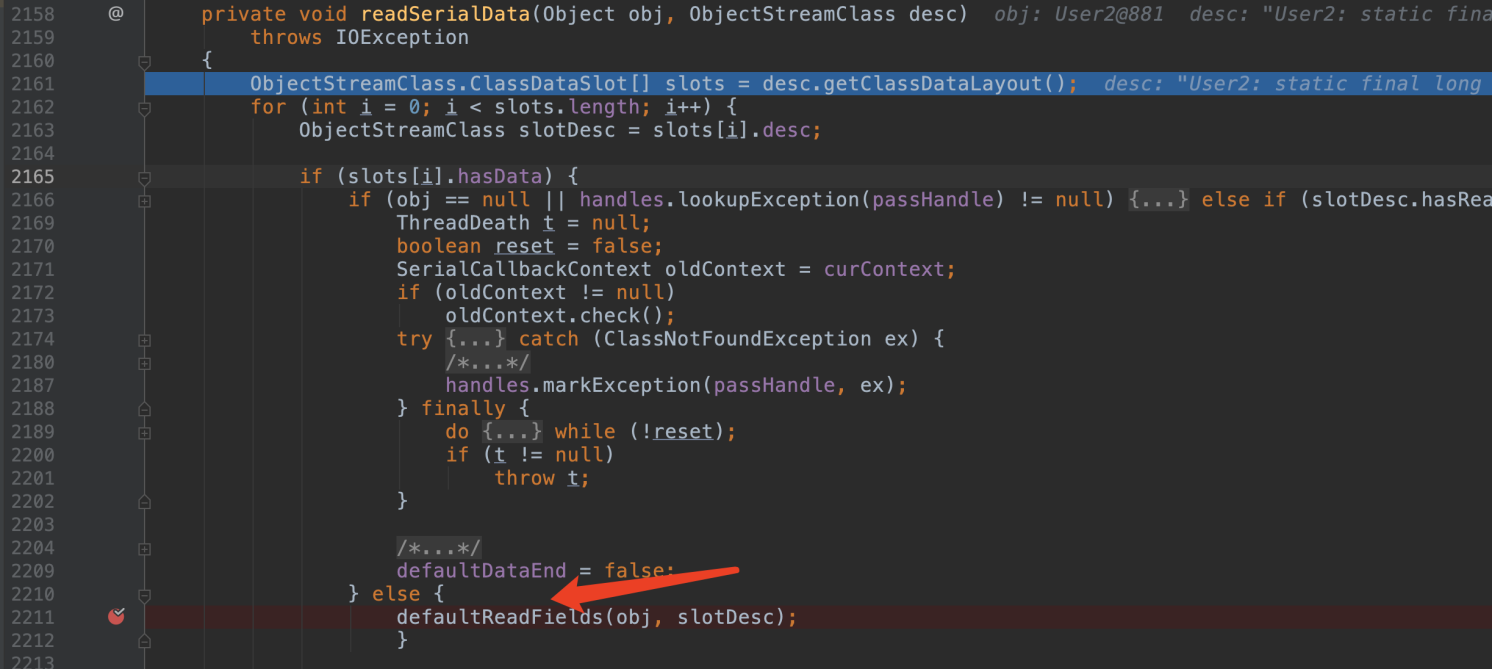 2158 @ private void readSerialData(Object obj, ObjectStreamClass desc) obj: User2@881 desc: "User2: static fina
2159 throws IOException
2160 {
2161 ObjectStreamClass.ClassDataSlot[] slots = desc.getClassDataLayout(); desc: "User2: static final long
2162 for (int i = 0; i < slots.length; i++) {
2163 ObjectStreamClass slotDesc = slots[i].desc;
2164
2165 if (slots[i].hasData) {
2166 if (obj == null || handles.lookupException(passHandle) != null) {...} else if (slotDesc.hasRea
2169 ThreadDeath t = null;
2170 boolean reset = false;
2171 SerialCallbackContext oldContext = curContext;
2172 if (oldContext != null)
2173 oldContext.check();
2174 try {...} catch (ClassNotFoundException ex) {
2180 /*...*/
2187 handles.markException(passHandle, ex);
2188 } finally {
2189 do {...} while (!reset);
2200 if (t != null)
2201 throw t;
2202 }
2203
2204 /*...*/
2209 defaultDataEnd = false;
2210 } else {
2211 defaultReadFields(obj, slotDesc);
2212 }
2213